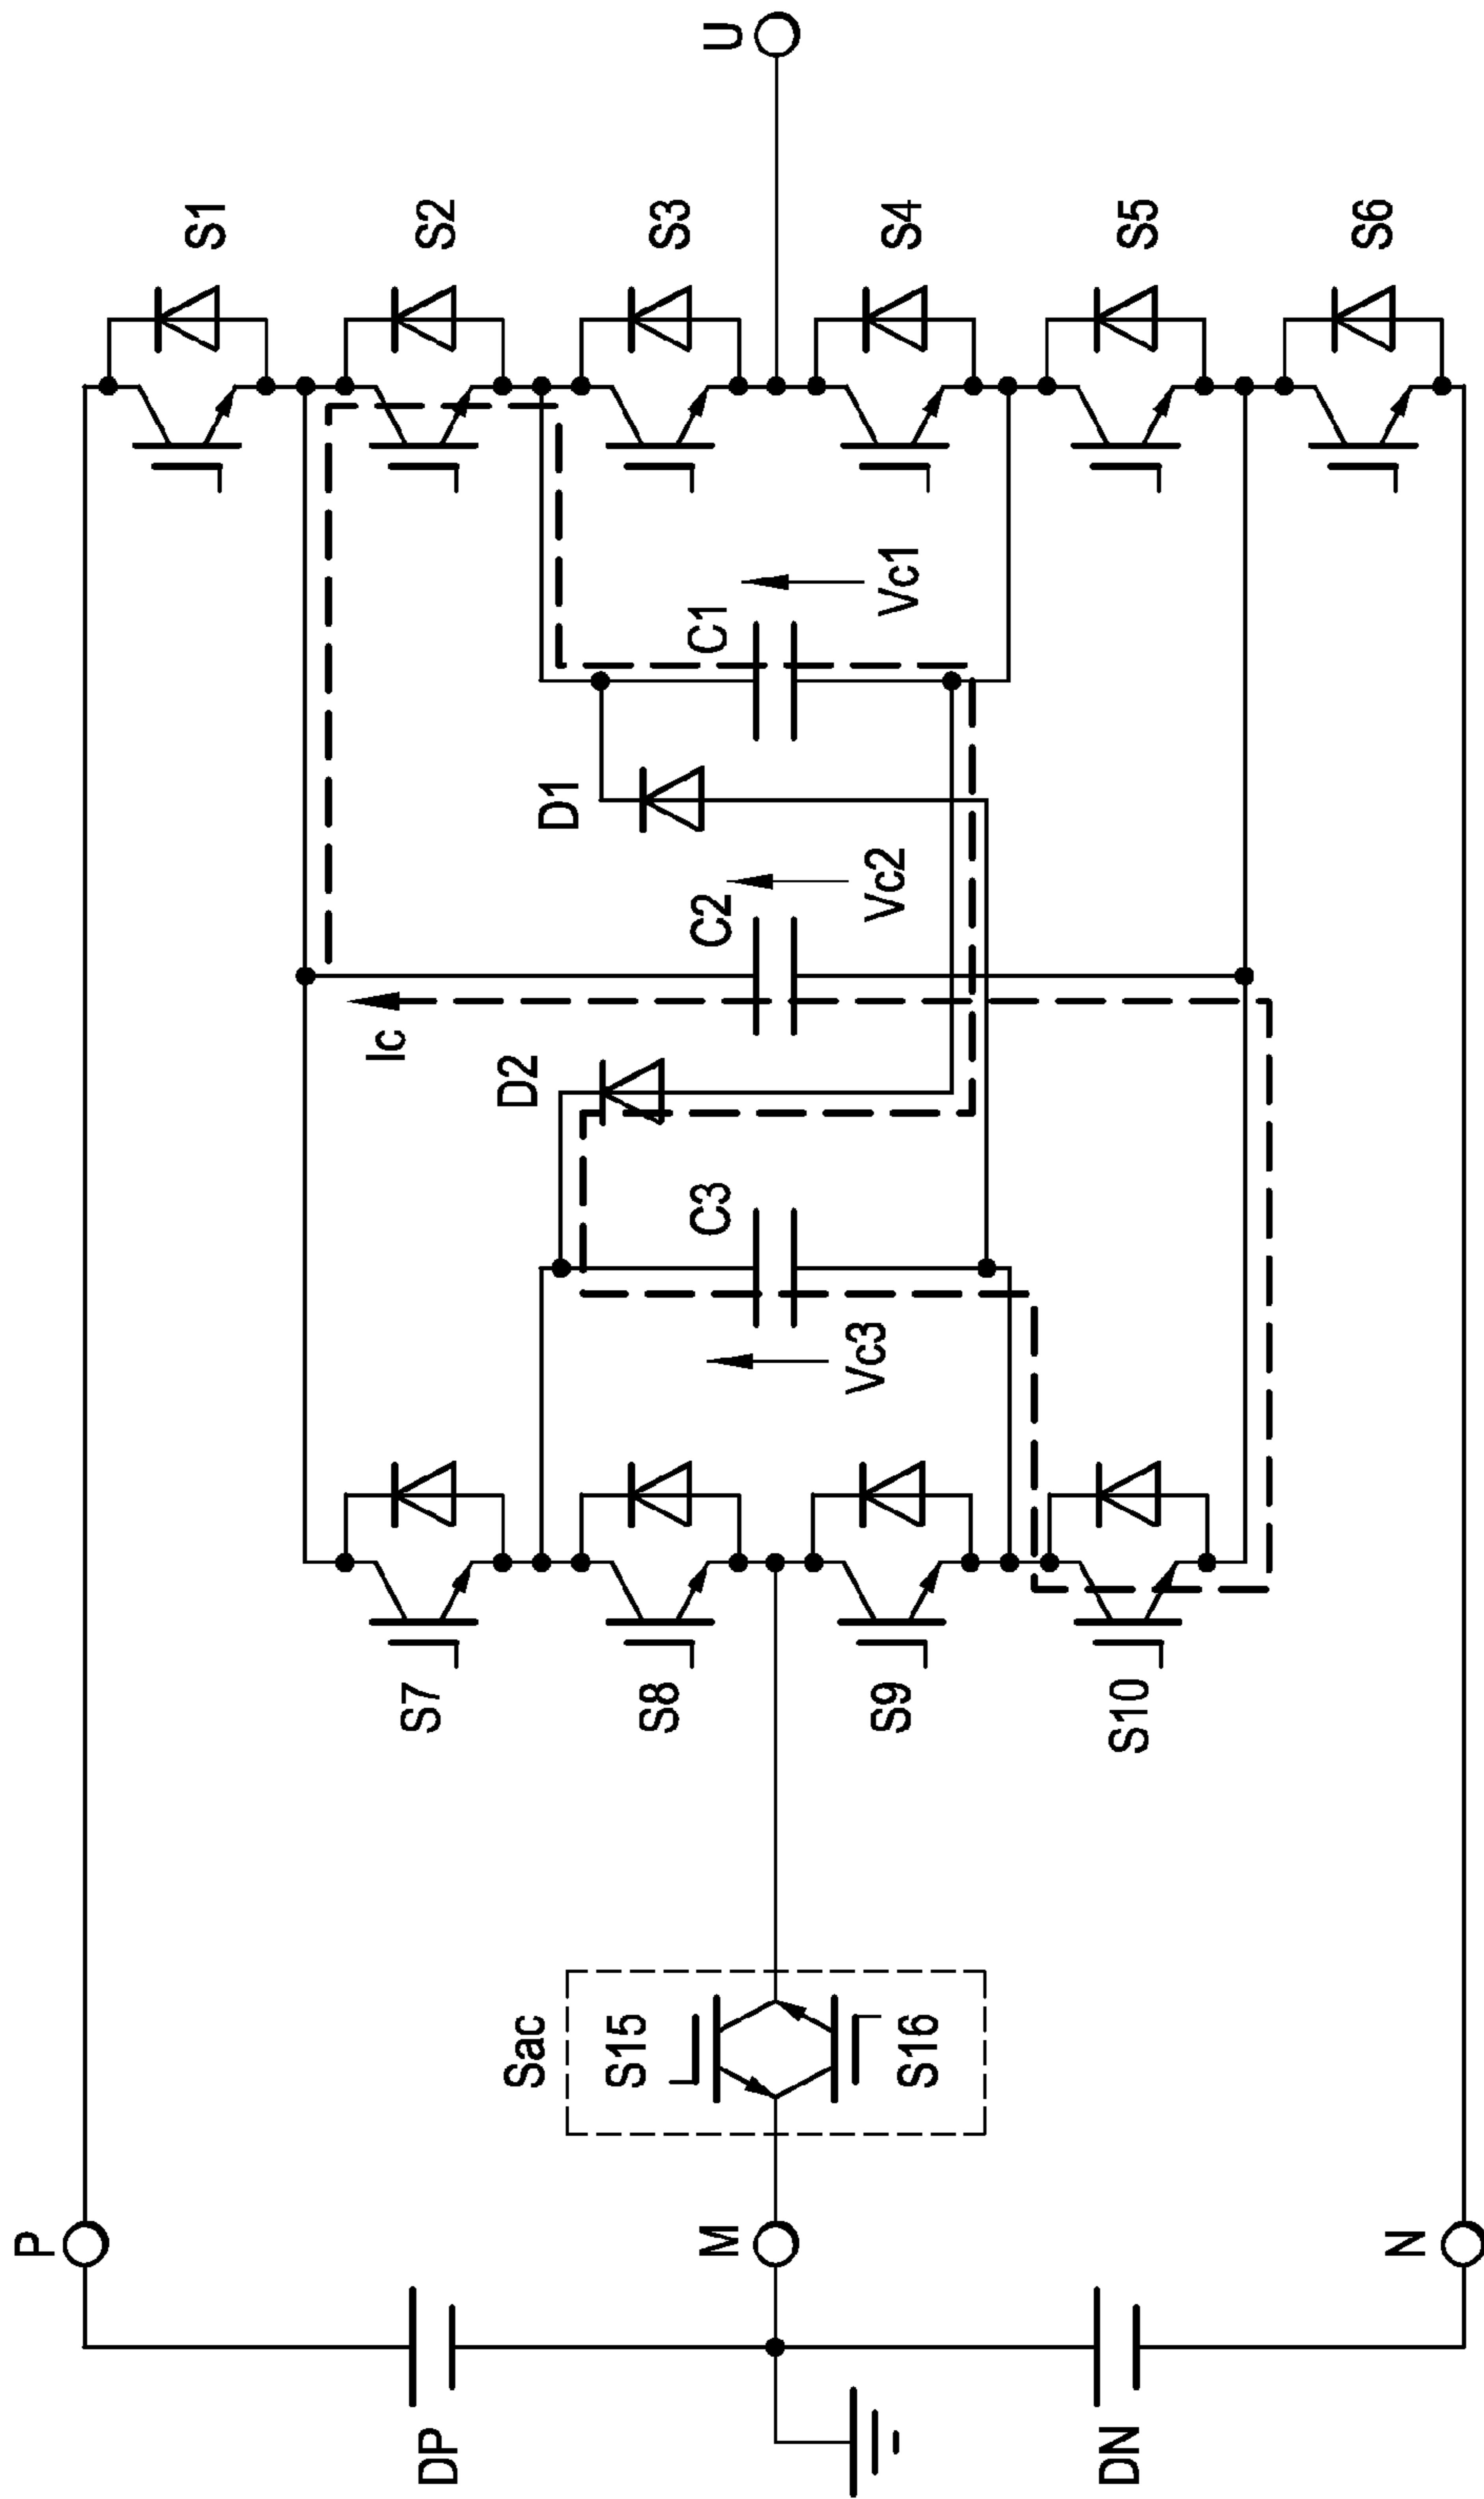 P
DP
M
DN
N
Sac
S15
S16
S7
S8
S9
S10
Vc3
C3
D2
Ic
C2
Vc2
D1
C1
Vc1
S1
S2
S3
S4
S5
S6
U